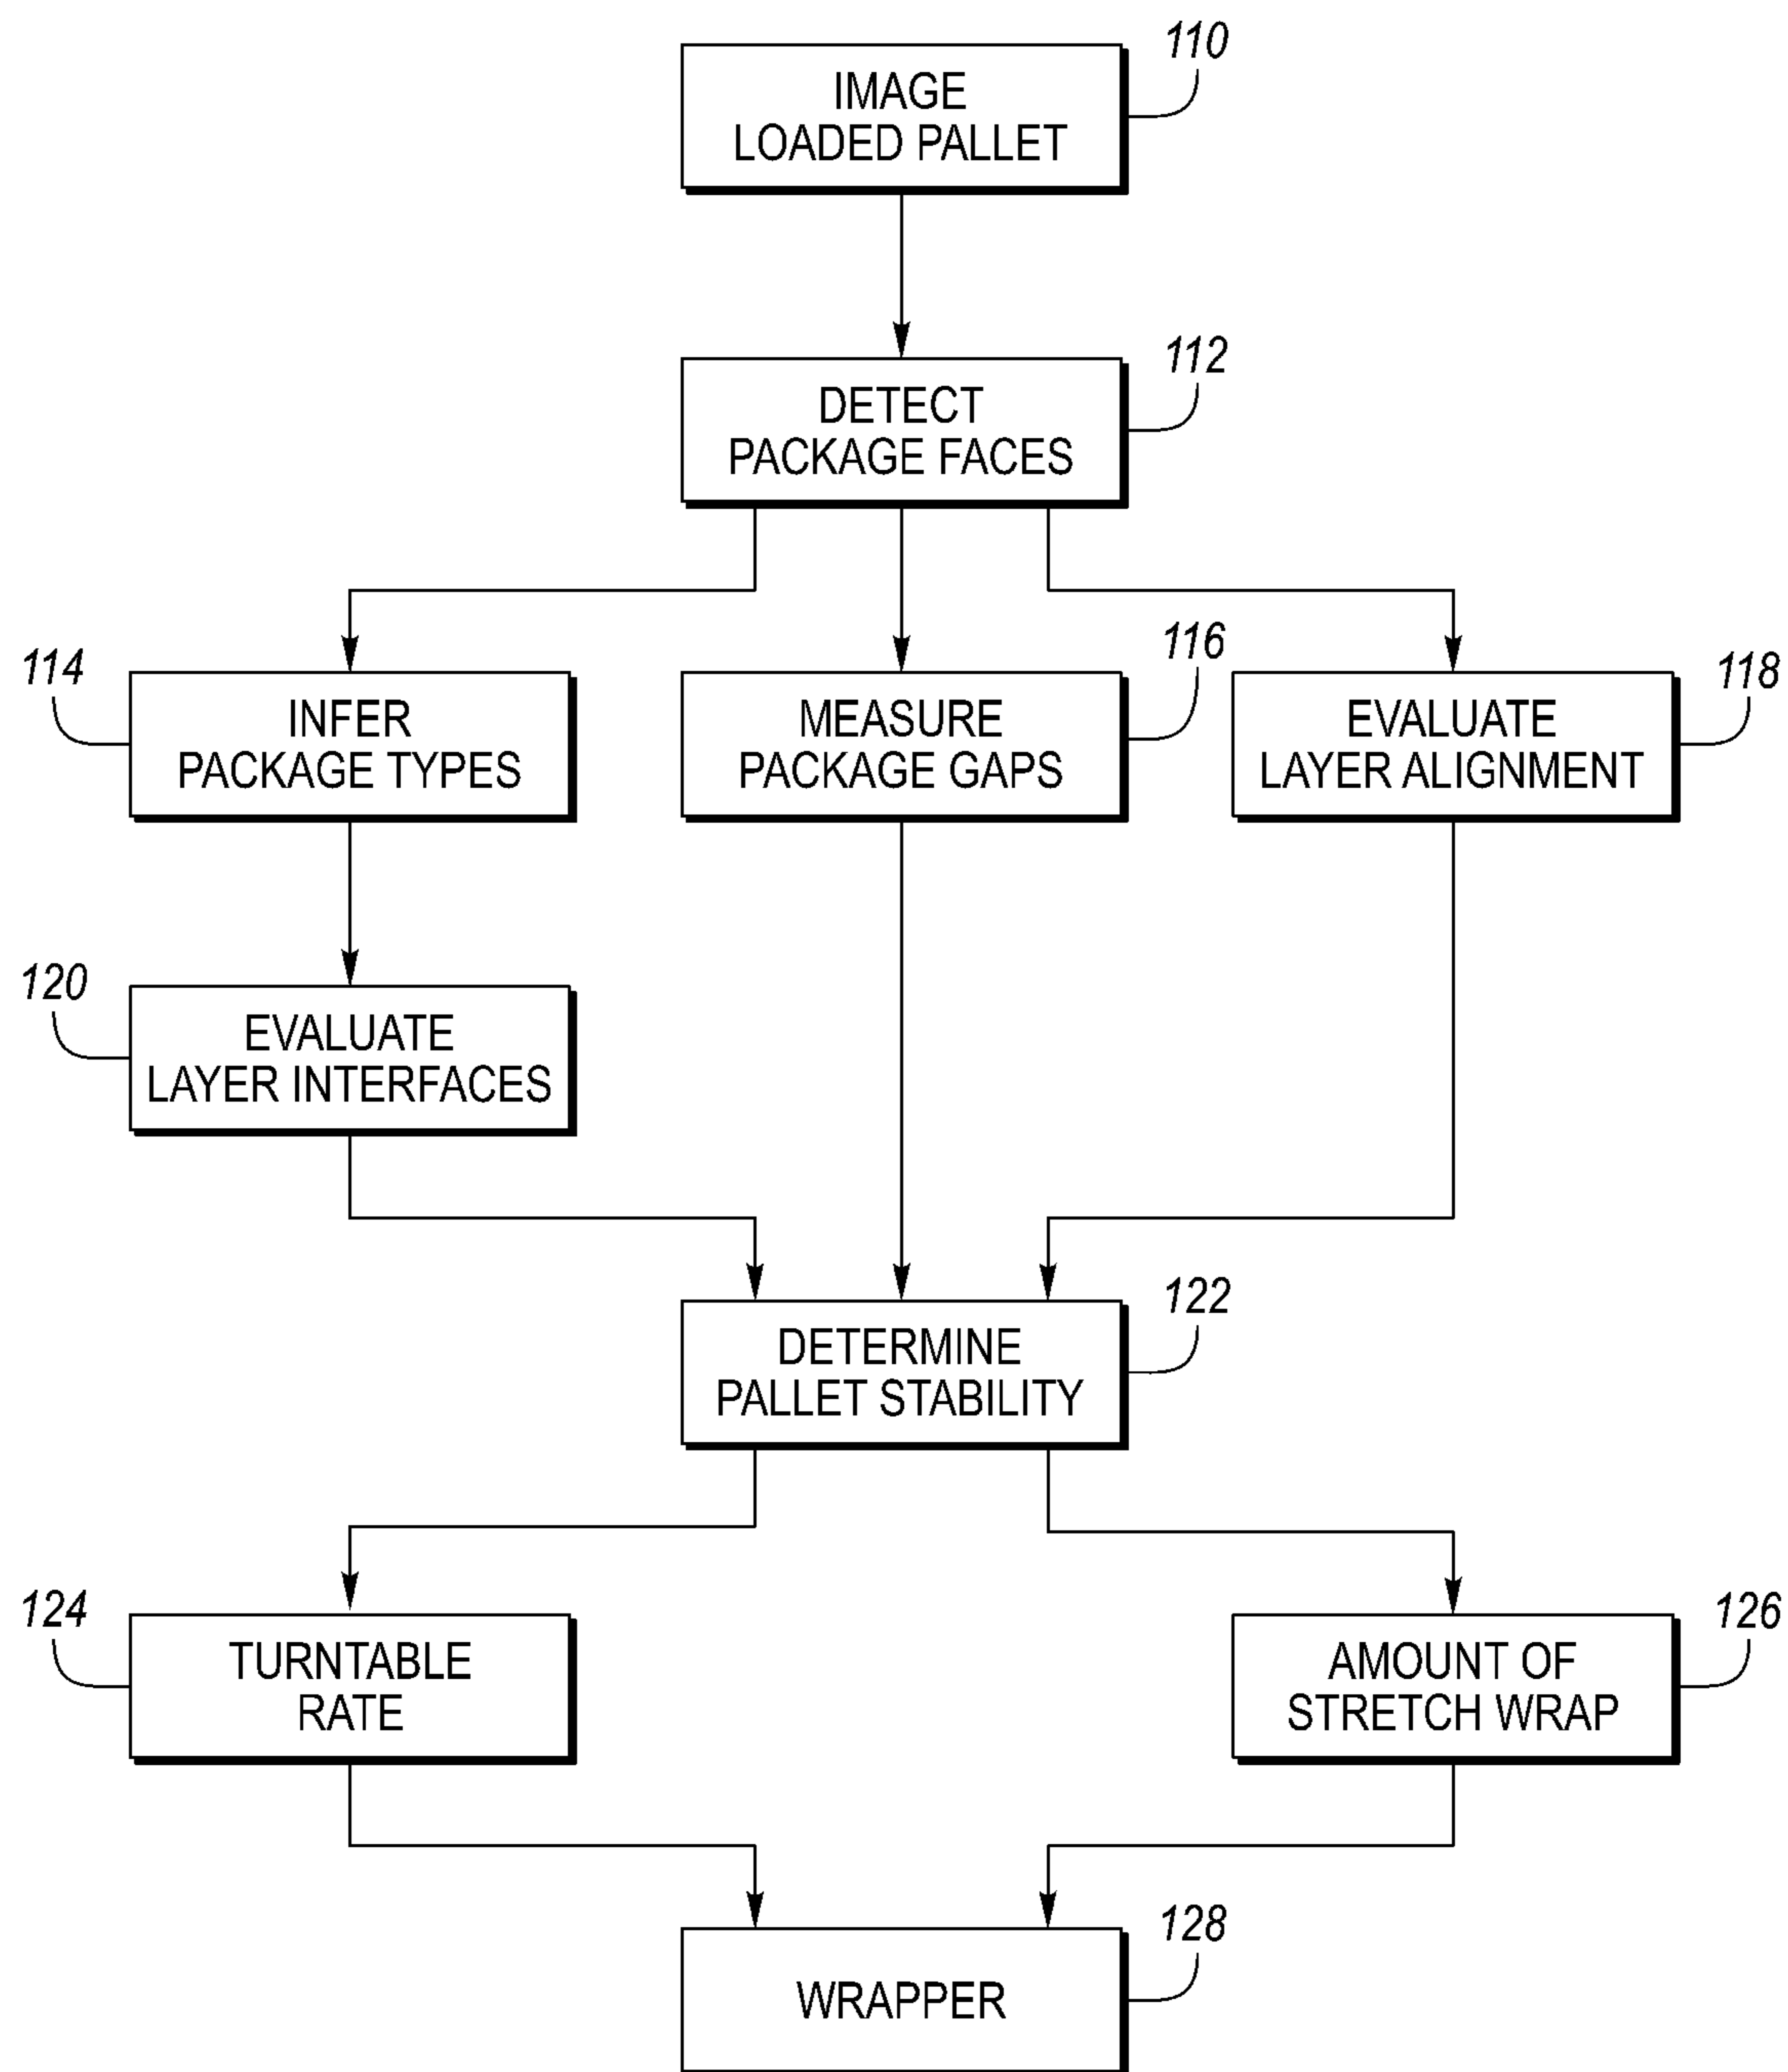 110
IMAGE
LOADED PALLET
112
DETECT
PACKAGE FACES
114
INFER
PACKAGE TYPES
116
MEASURE
PACKAGE GAPS
118
EVALUATE
LAYER ALIGNMENT
120
EVALUATE
LAYER INTERFACES
122
DETERMINE
PALLET STABILITY
124
TURNTABLE
RATE
126
AMOUNT OF
STRETCH WRAP
128
WRAPPER